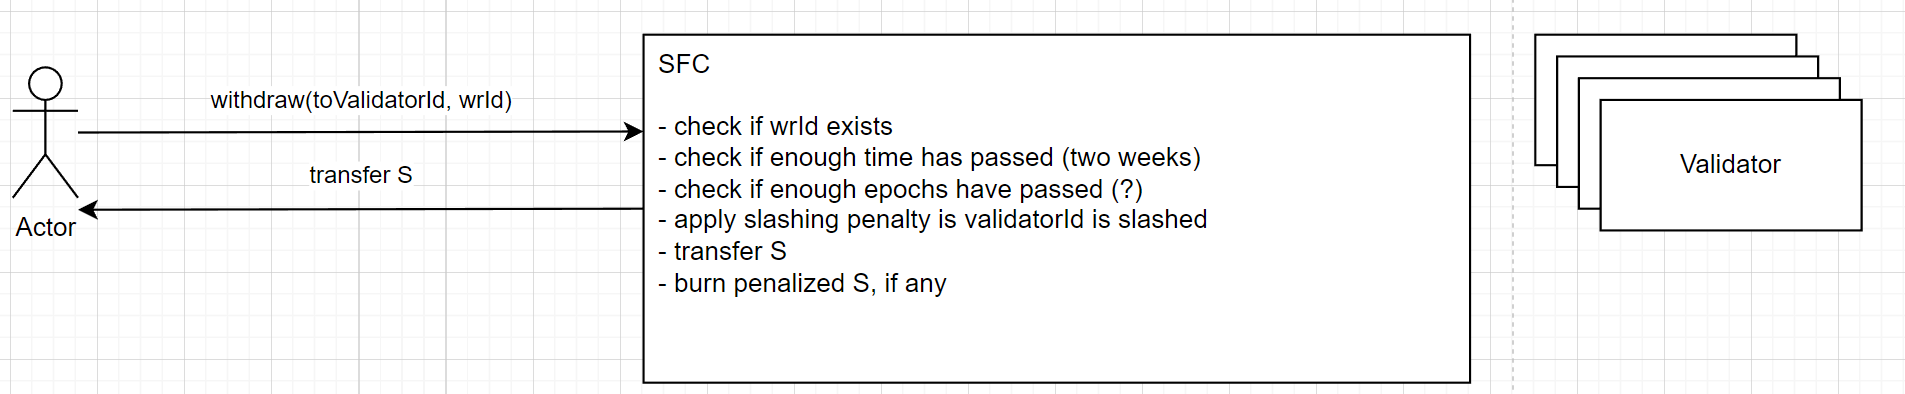 withdraw(toValidatorId, wrId)
transfer S
Actor
SFC
- check if wrId exists
- check if enough time has passed (two weeks)
- check if enough epochs have passed (?)
- apply slashing penalty is validatorId is slashed
- transfer S
- burn penalized S, if any
Validator